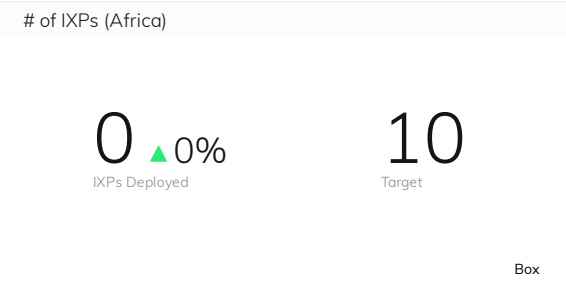 # of IXPs (Africa)
0 ▲0% 10
IXPs Deployed Target
Box